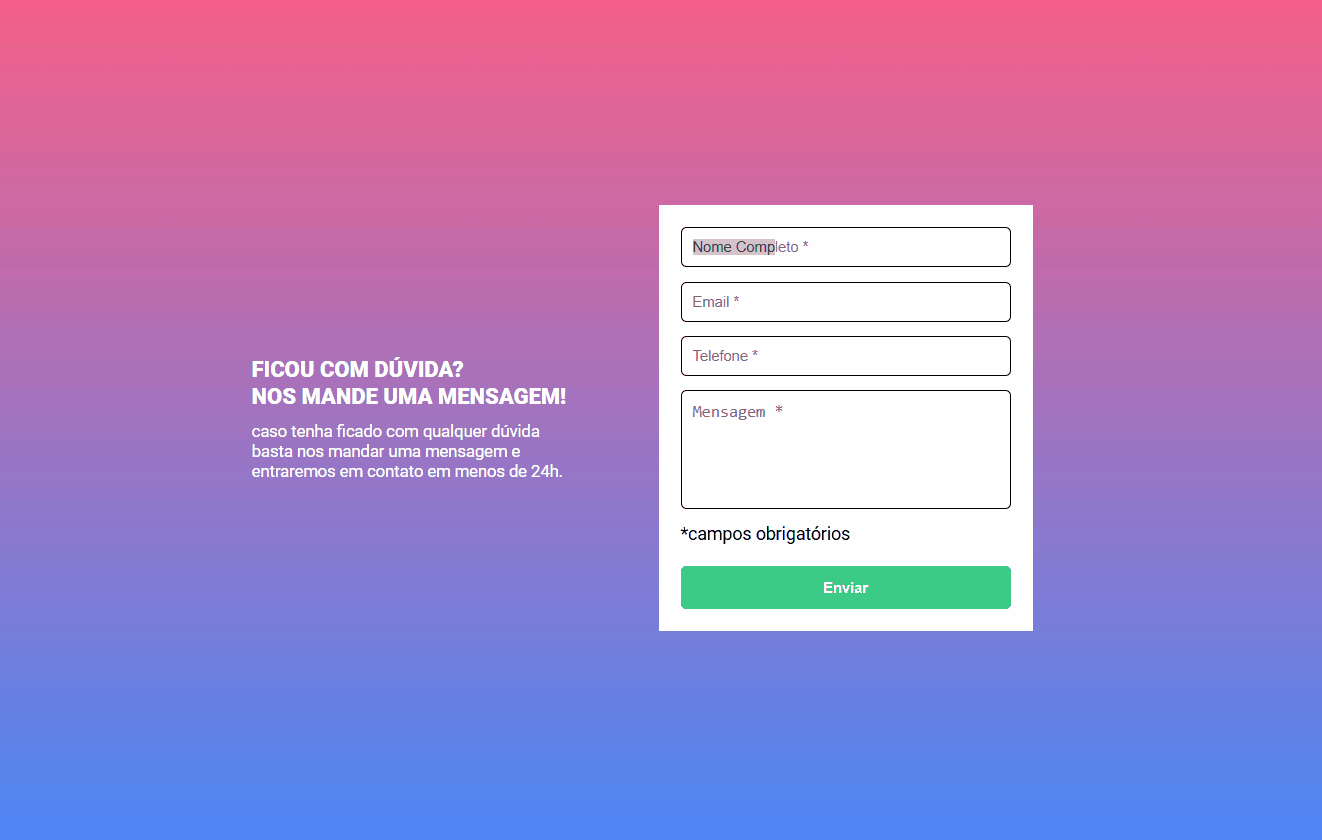 FICOU COM DÚVIDA?
NOS MANDE UMA MENSAGEM!
caso tenha ficado com qualquer dúvida
basta nos mandar uma mensagem e
entraremos em contato em menos de 24h.
Nome Completo *
Email *
Telefone *
Mensagem *
*campos obrigatórios
Enviar